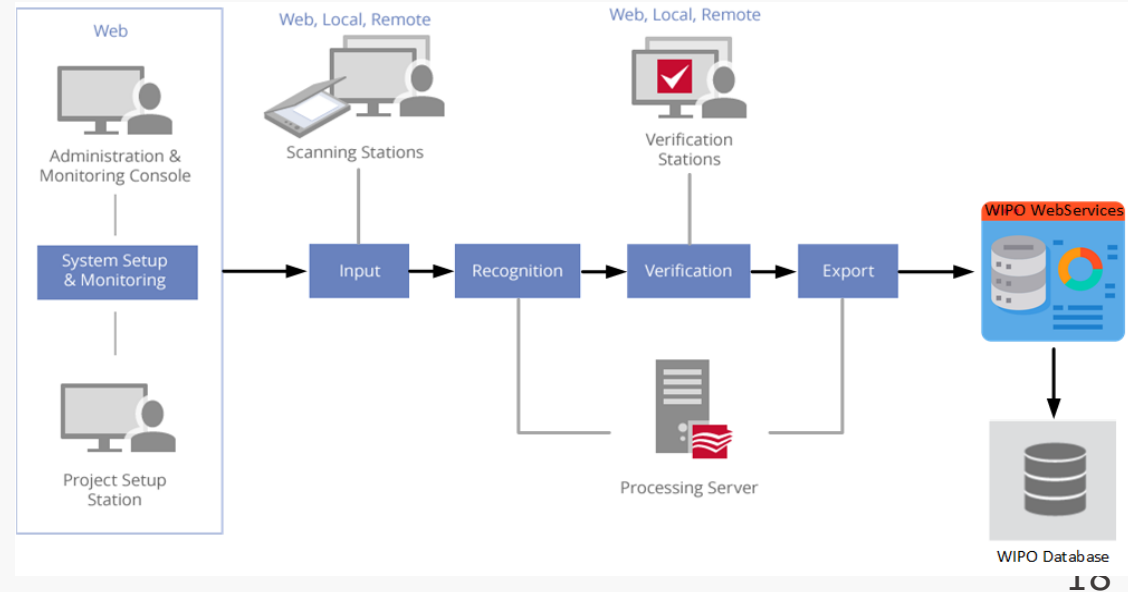 Web
Administration &
Monitoring Console
System Setup
& Monitoring
Project Setup
Station
Web, Local, Remote
Scanning Stations
Input
Recognition
Web, Local, Remote
Verification
Stations
Verification
Export
Processing Server
WIPO WebServices
WIPO Database
18